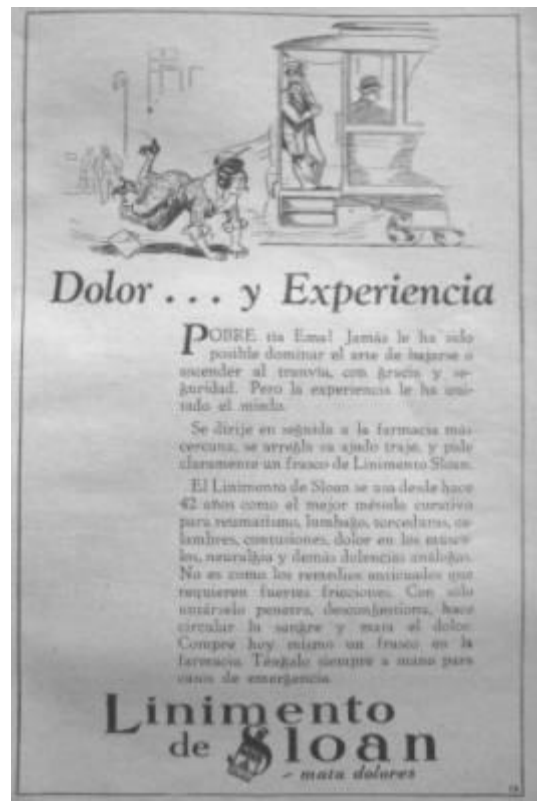 Dolor . . . y Experiencia
POBRE tía Ema! Jamás le ha sido
posible dominar el arte de bajarse o
ascender al tranvía, con gracia y se-
guridad. Pero la experiencia le ha qui-
tado el miedo.
Se dirije en seguida a la farmacia más
cercana, se arregla su ajado traje, y pide
claramente un frasco de Linimento Sloan.
El Linimento de Sloan se usa desde hace
42 años como el mejor método curativo
para reumatismo, lumbago, torceduras, ca-
lambres, contusiones, dolor en los múscu-
los, neuralgia y demás dolencias análogas.
No es como los remedios anticuados que
requieren fuertes fricciones. Con sólo
untárselo penetra, descongestiona, hace
circular la sangre y mata el dolor.
Compre hoy mismo un frasco en la
farmacia. Téngalo siempre a mano para
casos de emergencia.
Linimento
de Sloan
- mata dolores